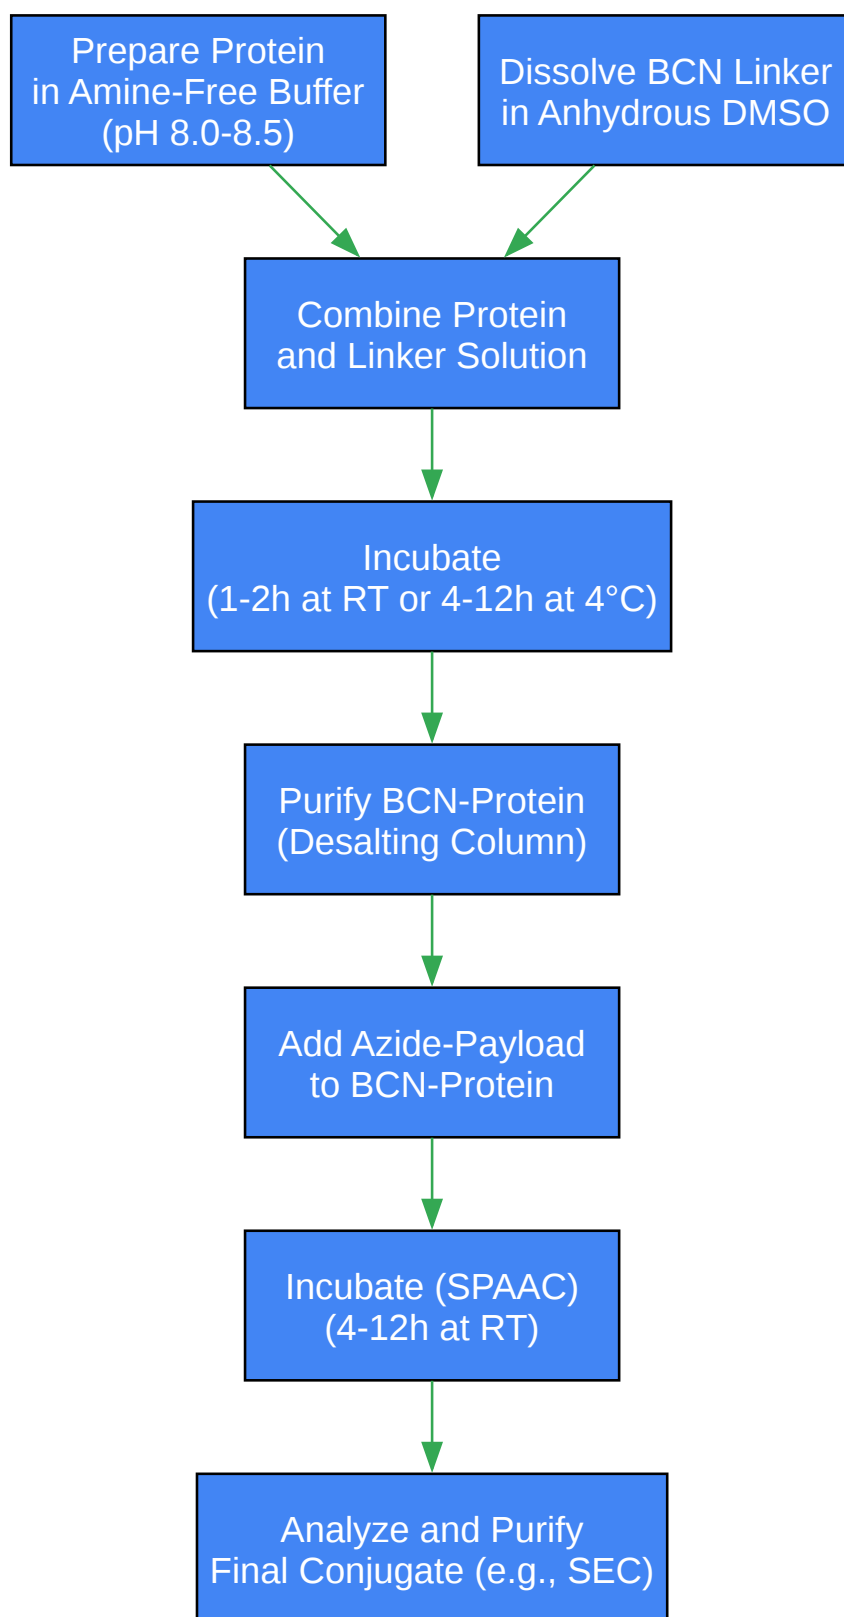 Prepare Protein
in Amine-Free Buffer
(pH 8.0-8.5)
Dissolve BCN Linker
in Anhydrous DMSO
Combine Protein
and Linker Solution
Incubate
(1-2h at RT or 4-12h at 4°C)
Purify BCN-Protein
(Desalting Column)
Add Azide-Payload
to BCN-Protein
Incubate (SPAAC)
(4-12h at RT)
Analyze and Purify
Final Conjugate (e.g., SEC)